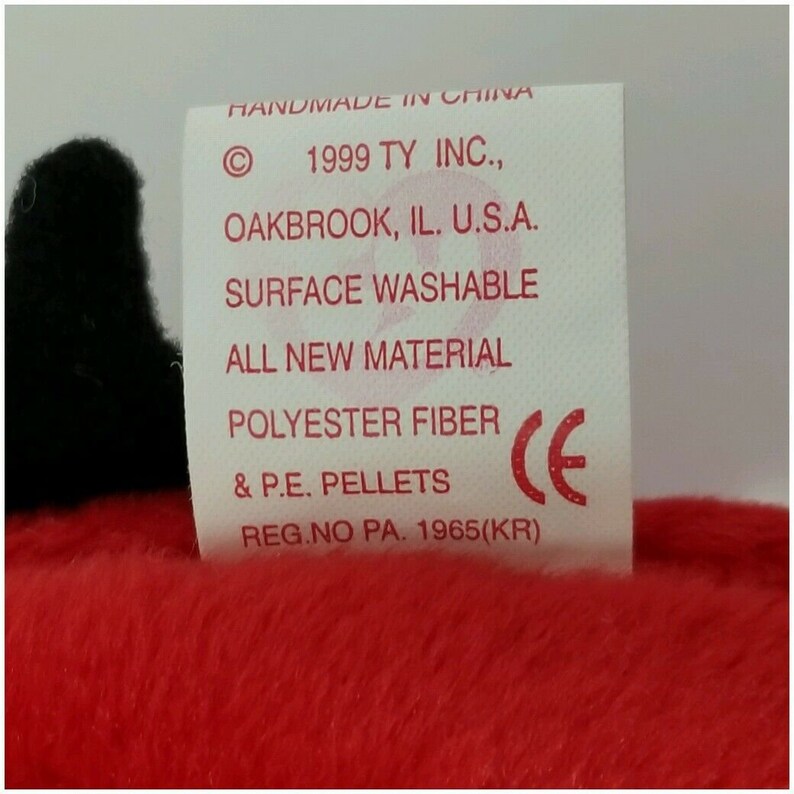 HANDMADE IN CHINA
© 1999 TY INC.,
OAKBROOK, IL. U.S.A.
SURFACE WASHABLE
ALL NEW MATERIAL
POLYESTER FIBER
& P.E. PELLETS
CE
REG.NO PA. 1965(KR)